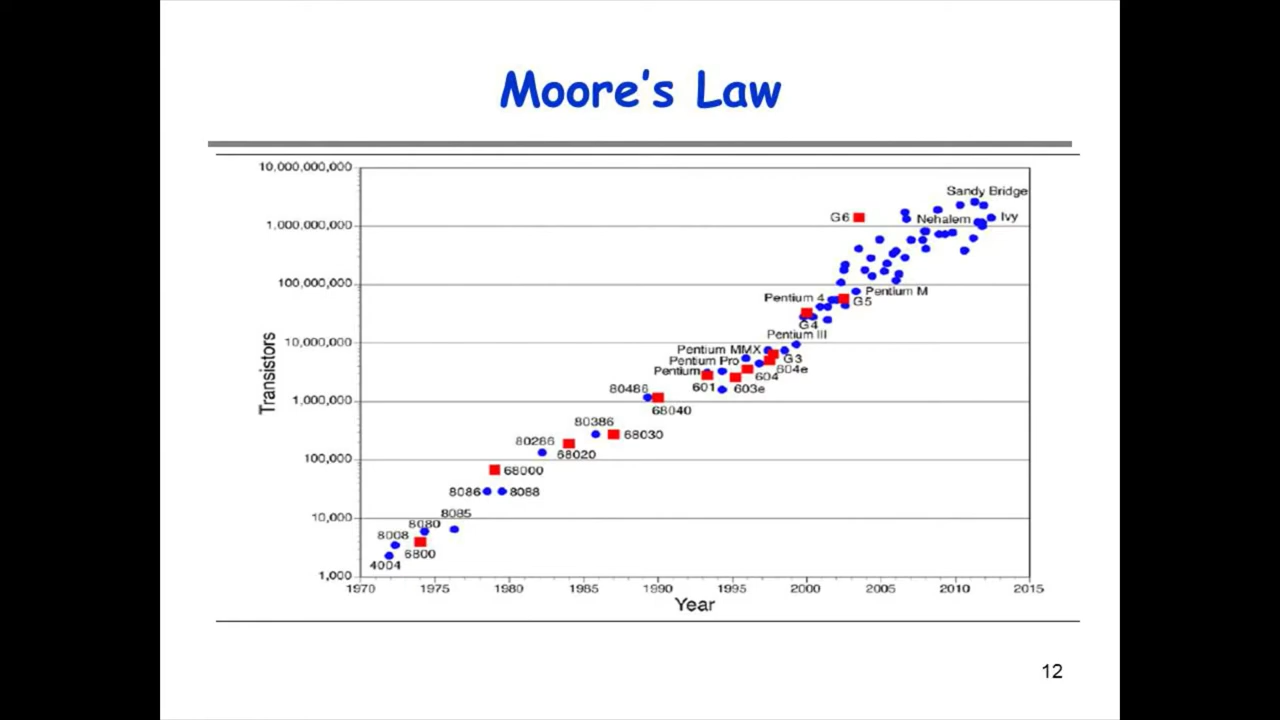 Moore's Law
10,000,000,000
Sandy Bridge
G6
Nehalem
Ivy
1,000,000,000
100,000,000
Pentium 4
Pentium M
G5
G4
Pentium III
10,000,000
Pentium MMX
G3
Pentium Pro
604e
Pentium
604
601
603e
80486
1,000,000
68040
80386
68030
80286
68020
100,000
68000
8086
8088
8085
10,000
8080
8008
6800
4004
1,000
Transistors
1970 1975 1980 1985 1990 1995 2000 2005 2010 2015
Year
12